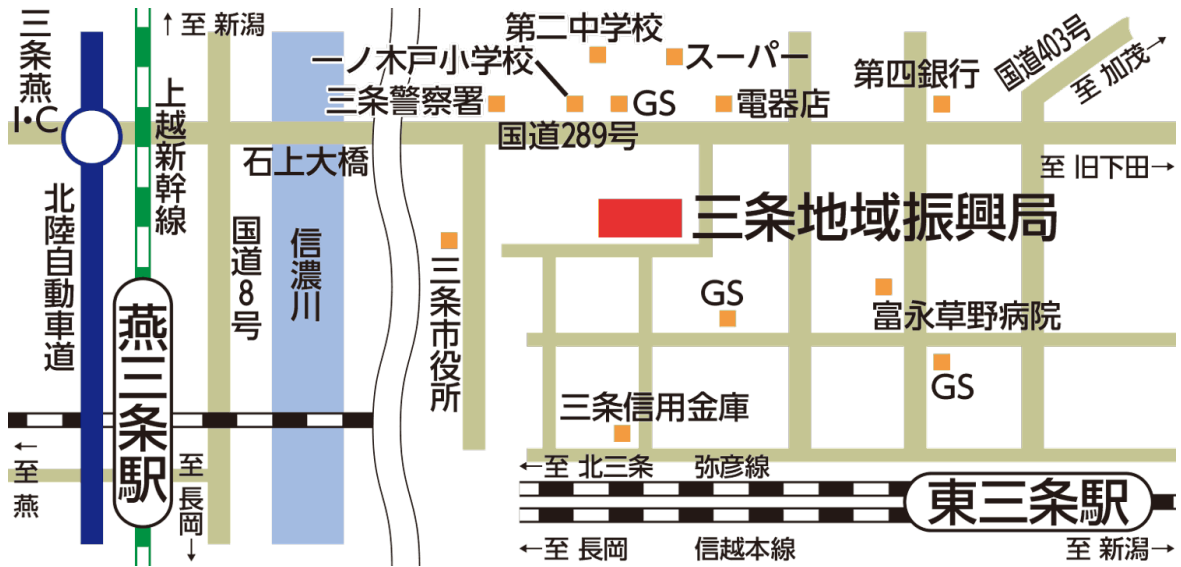 三条燕
I・C
↑至 新潟
上越新幹線
北陸自動車道
燕三条駅
国道8号
信濃川
石上大橋
←至 燕
至 長岡→
第二中学校
一ノ木戸小学校
スーパー
三条警察署
GS
電器店
第四銀行
国道289号
国道403号
至 加茂→
至 旧下田→
三条地域振興局
三条市役所
GS
富永草野病院
GS
三条信用金庫
←至 北三条 弥彦線
東三条駅
←至 長岡 信越本線
至 新潟→